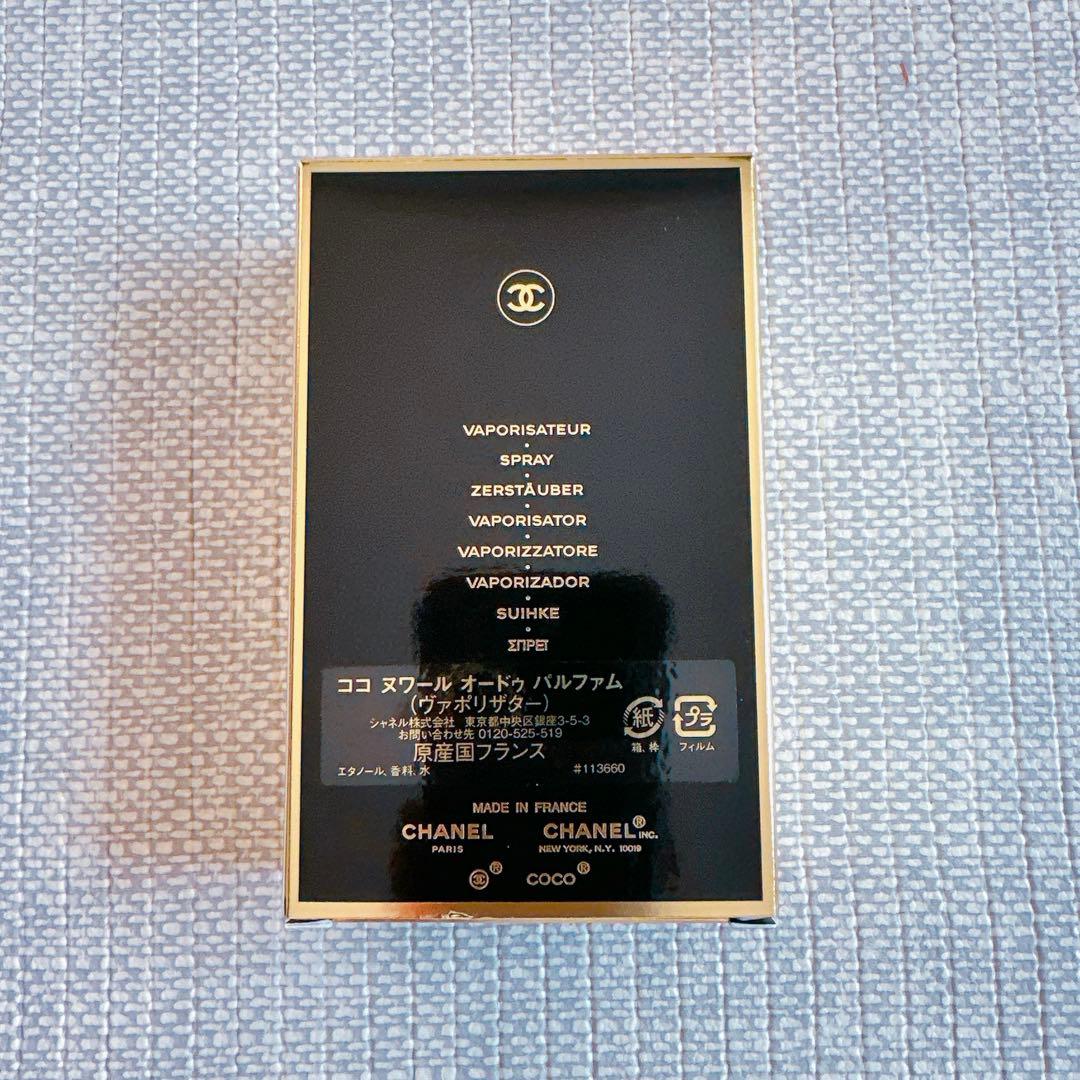 VAPORISATEUR
SPRAY
ZERSTÄUBER
VAPORISATOR
VAPORIZZATORE
VAPORIZADOR
SUIHKE
ΣΠΡΕΪ
ココ ヌワール オードゥ パルファム
(ヴァポリザター)
シャネル株式会社 東京都中央区銀座3-5-3
お問い合わせ先 0120-525-519
原産国フランス
エタノール、香料、水 #113660
紙
箱、枠
プラ
フィルム
MADE IN FRANCE
CHANEL
PARIS
CHANEL® INC.
NEW YORK, N.Y. 10019
® COCO®